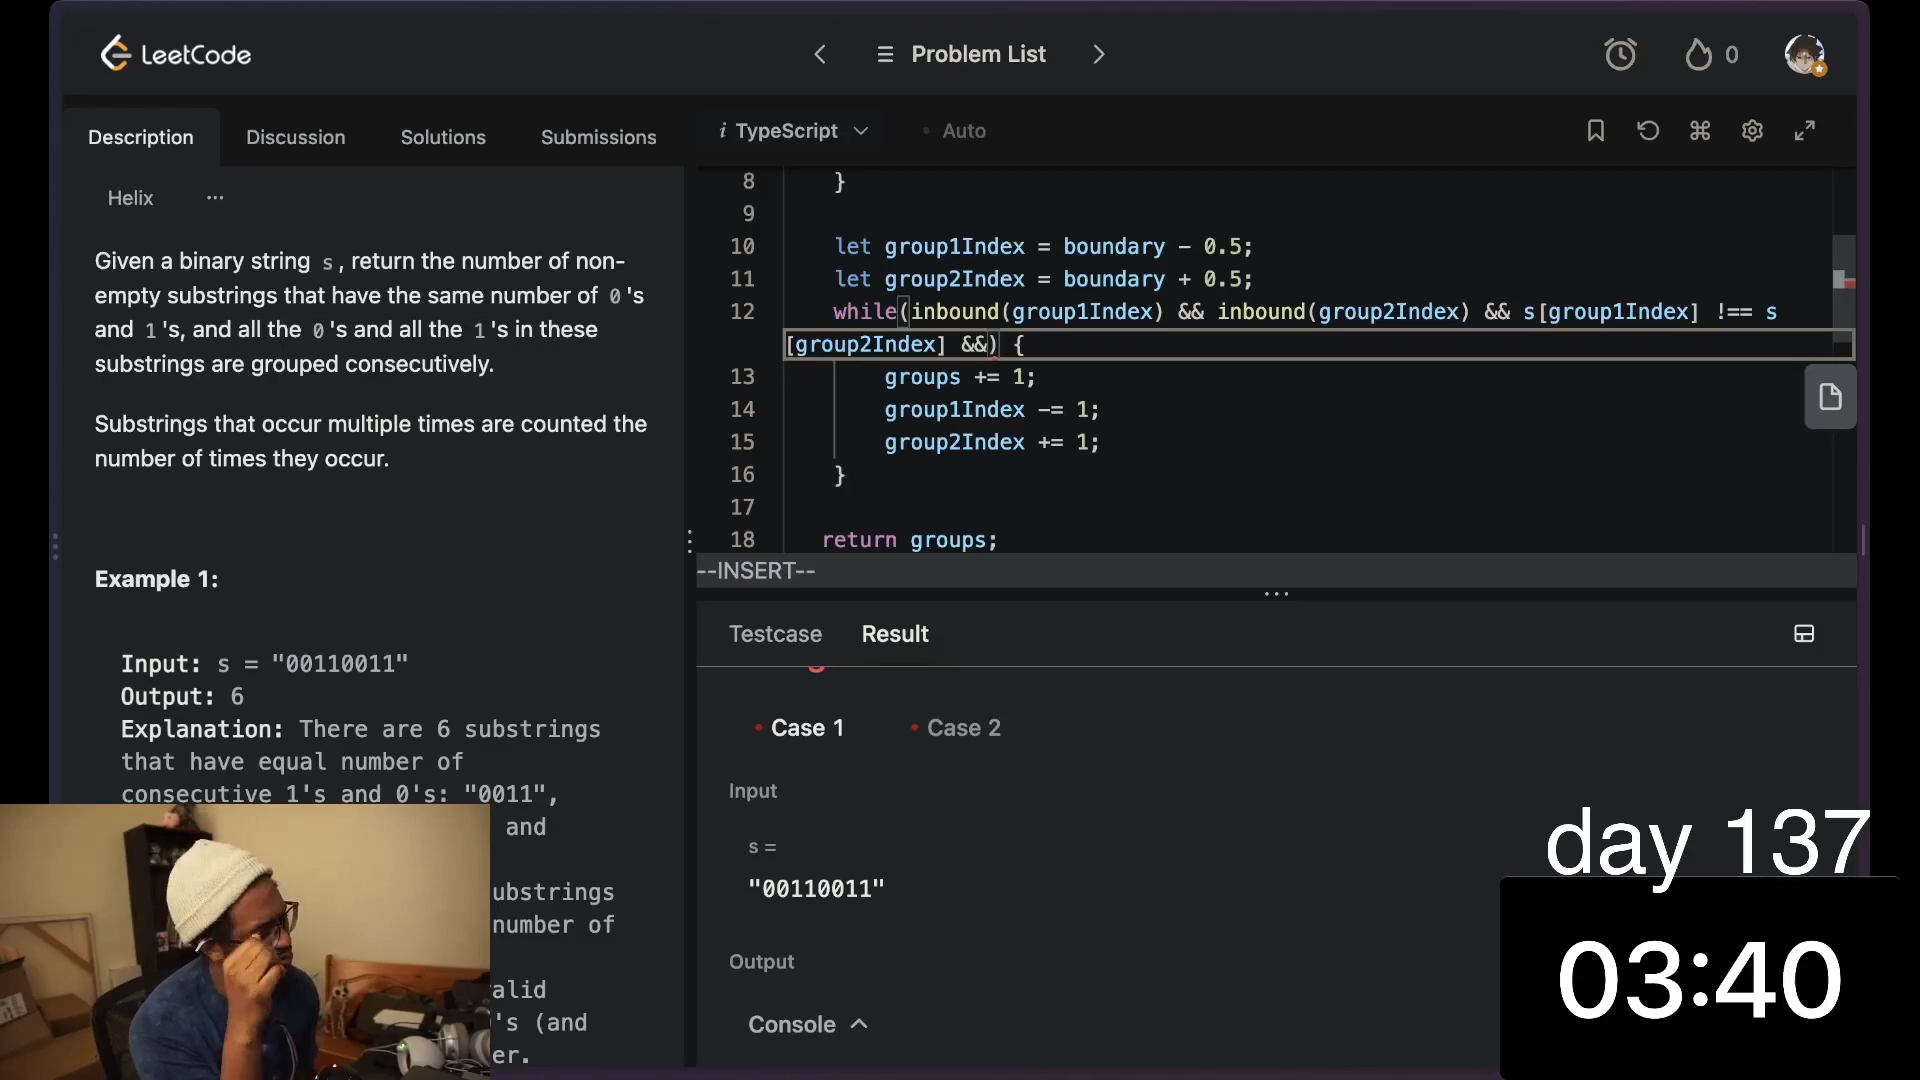 LeetCode
Problem List
0
Description
Discussion
Solutions
Submissions
Helix
...
Given a binary string s, return the number of non-
empty substrings that have the same number of 0's
and 1's, and all the 0's and all the 1's in these
substrings are grouped consecutively.
Substrings that occur multiple times are counted the
number of times they occur.
Example 1:
Input: s = "00110011"
Output: 6
Explanation: There are 6 substrings
that have equal number of
consecutive 1's and 0's: "0011",
and
ubstrings
number of
alid
's (and
er.
i TypeScript
Auto
8 }
9
10 let group1Index = boundary - 0.5;
11 let group2Index = boundary + 0.5;
12 while(inbound(group1Index) && inbound(group2Index) && s[group1Index] !== s
[group2Index] &&) {
13 groups += 1;
14 group1Index -= 1;
15 group2Index += 1;
16 }
17
18 return groups;
--INSERT--
Testcase
Result
Case 1
Case 2
Input
s =
"00110011"
Output
Console
day 137
03:40